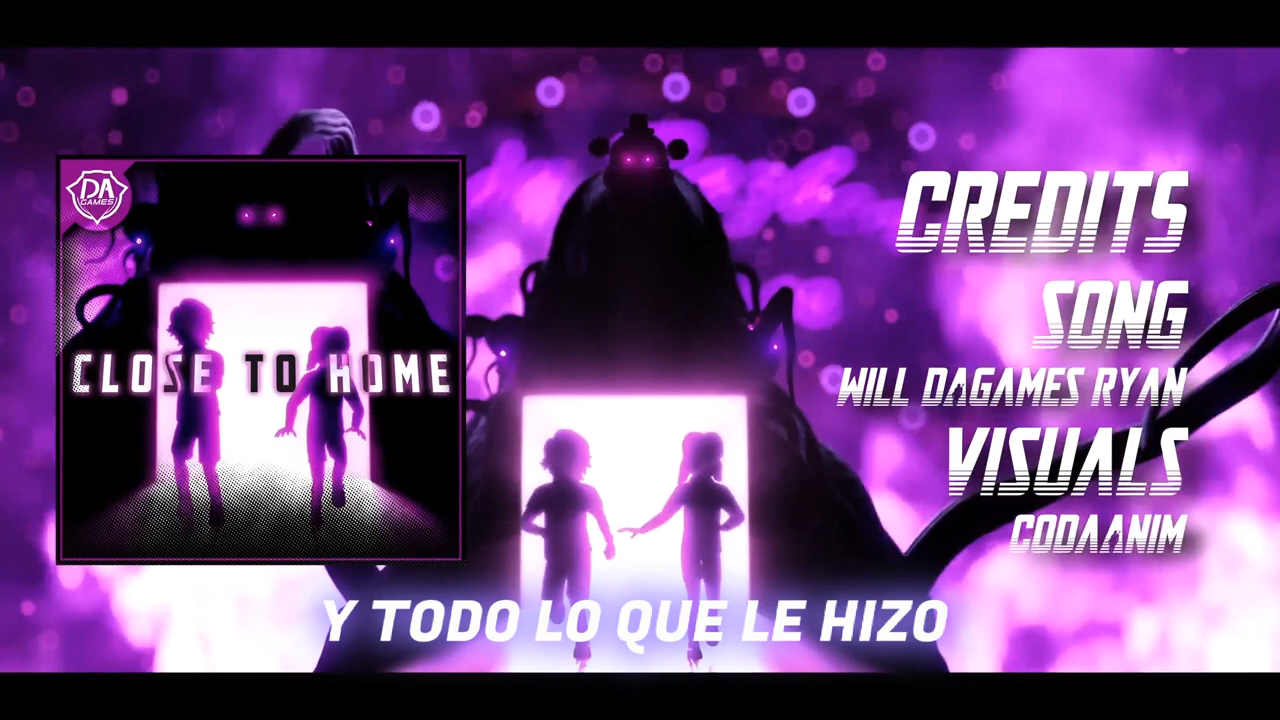 DA
GAMES
CLOSE TO HOME
CREDITS
SONG
WILL DAGAMES RYAN
VISUALS
CODAANIM
Y TODO LO QUE LE HIZO